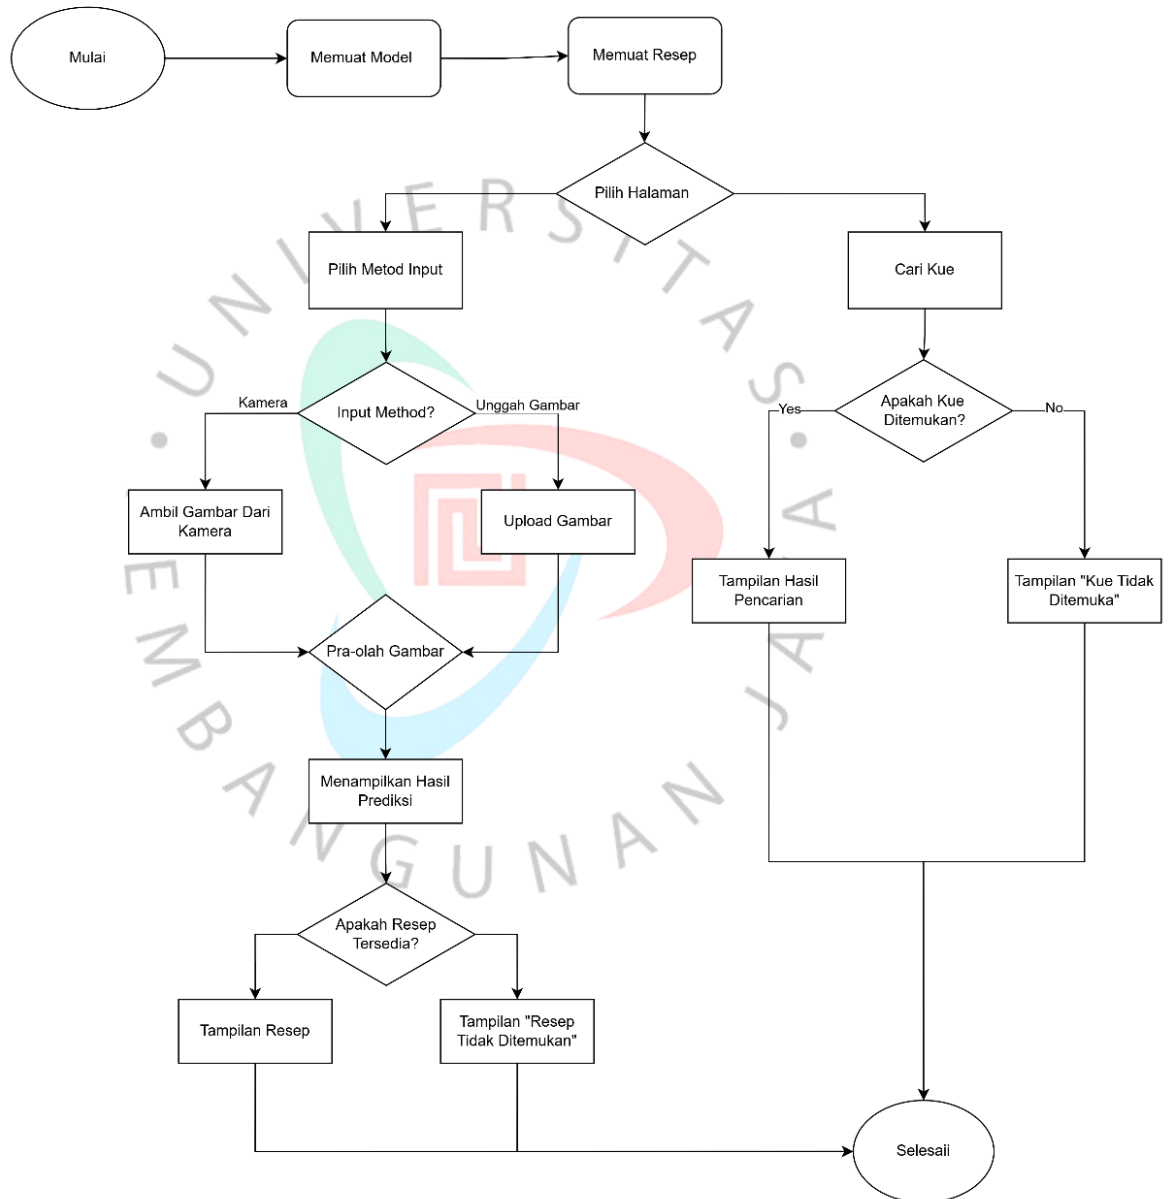 Mulai
Memuat Model
Memuat Resep
Pilih Halaman
Pilih Metod Input
Cari Kue
Input Method?
Kamera
Unggah Gambar
Apakah Kue
Ditemukan?
Yes
No
Ambil Gambar Dari
Kamera
Upload Gambar
Tampilan Hasil
Pencarian
Tampilan "Kue Tidak
Ditemuka"
Pra-olah Gambar
Menampilkan Hasil
Prediksi
Apakah Resep
Tersedia?
Tampilan Resep
Tampilan "Resep
Tidak Ditemukan"
Selesaii
UNIVERSITAS
PEMBANGUNAN JAYA